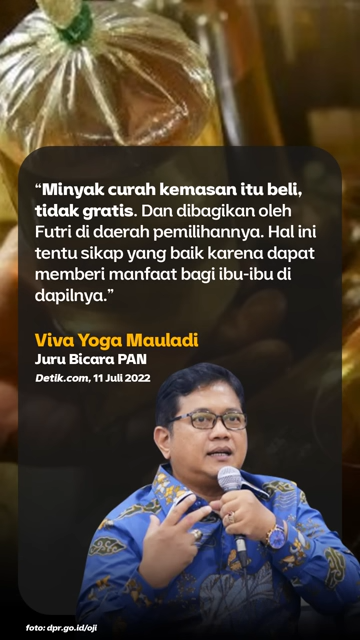 “Minyak curah kemasan itu beli,
tidak gratis. Dan dibagikan oleh
Futri di daerah pemilihannya. Hal ini
tentu sikap yang baik karena dapat
memberi manfaat bagi ibu-ibu di
dapilnya.”
Viva Yoga Mauladi
Juru Bicara PAN
Detik.com, 11 Juli 2022
foto: dpr.go.id/oji